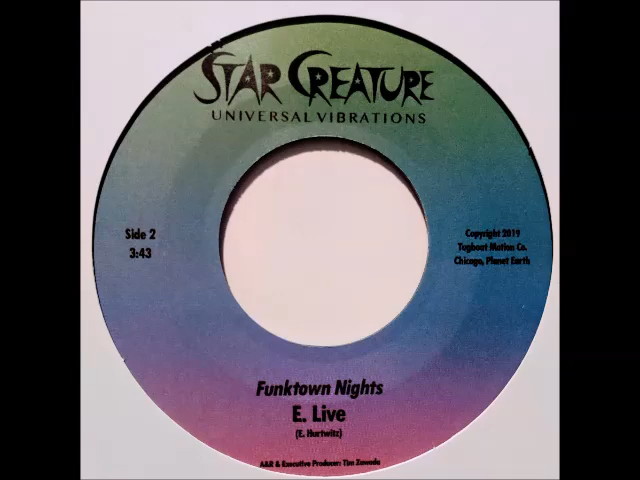 STAR CREATURE
UNIVERSAL VIBRATIONS
Side 2
3:43
Copyright 2019
Tugboat Motion Co.
Chicago, Planet Earth
Funktown Nights
E. Live
(E. Hurtwitz)
A&R & Executive Producer: Tim Zawada